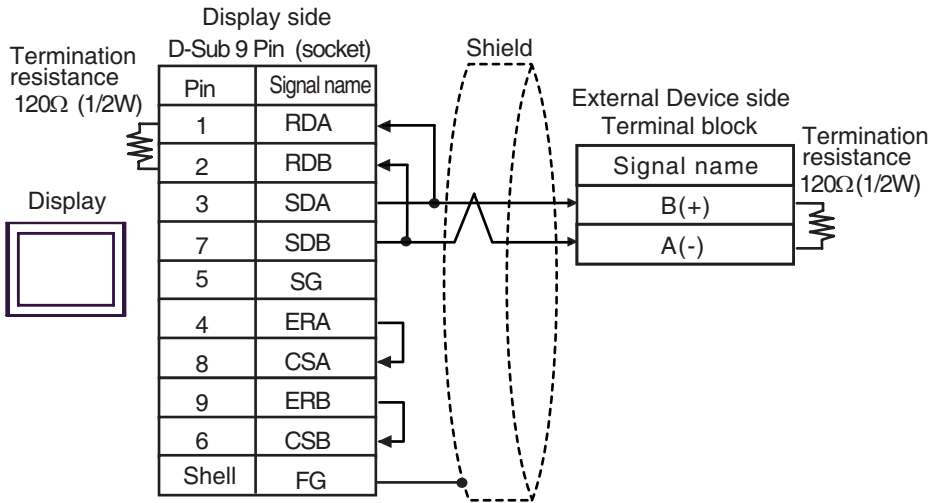 Display side
D-Sub 9 Pin (socket)
Termination
resistance
120Ω (1/2W)
Shield
Pin Signal name
1 RDA
2 RDB
3 SDA
7 SDB
5 SG
4 ERA
8 CSA
9 ERB
6 CSB
Shell FG
Display
External Device side
Terminal block
Signal name
B(+)
A(-)
Termination
resistance
120Ω(1/2W)